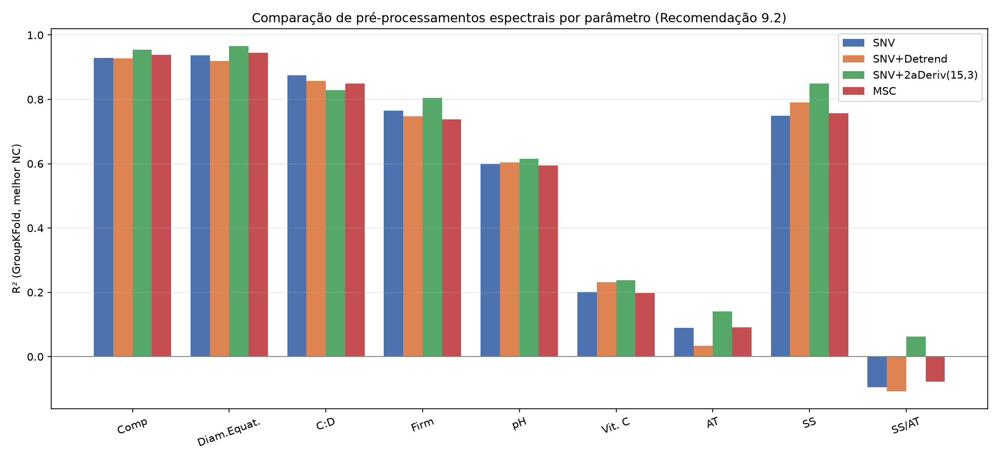 Comparação de pré-processamentos espectrais por parâmetro (Recomendação 9.2)
R² (GroupKFold, melhor NC)
1.0
0.8
0.6
0.4
0.2
0.0
SNV
SNV+Detrend
SNV+2aDeriv(15,3)
MSC
Comp
Diam.Equat.
C:D
Firm
pH
Vit. C
AT
SS
SS/AT